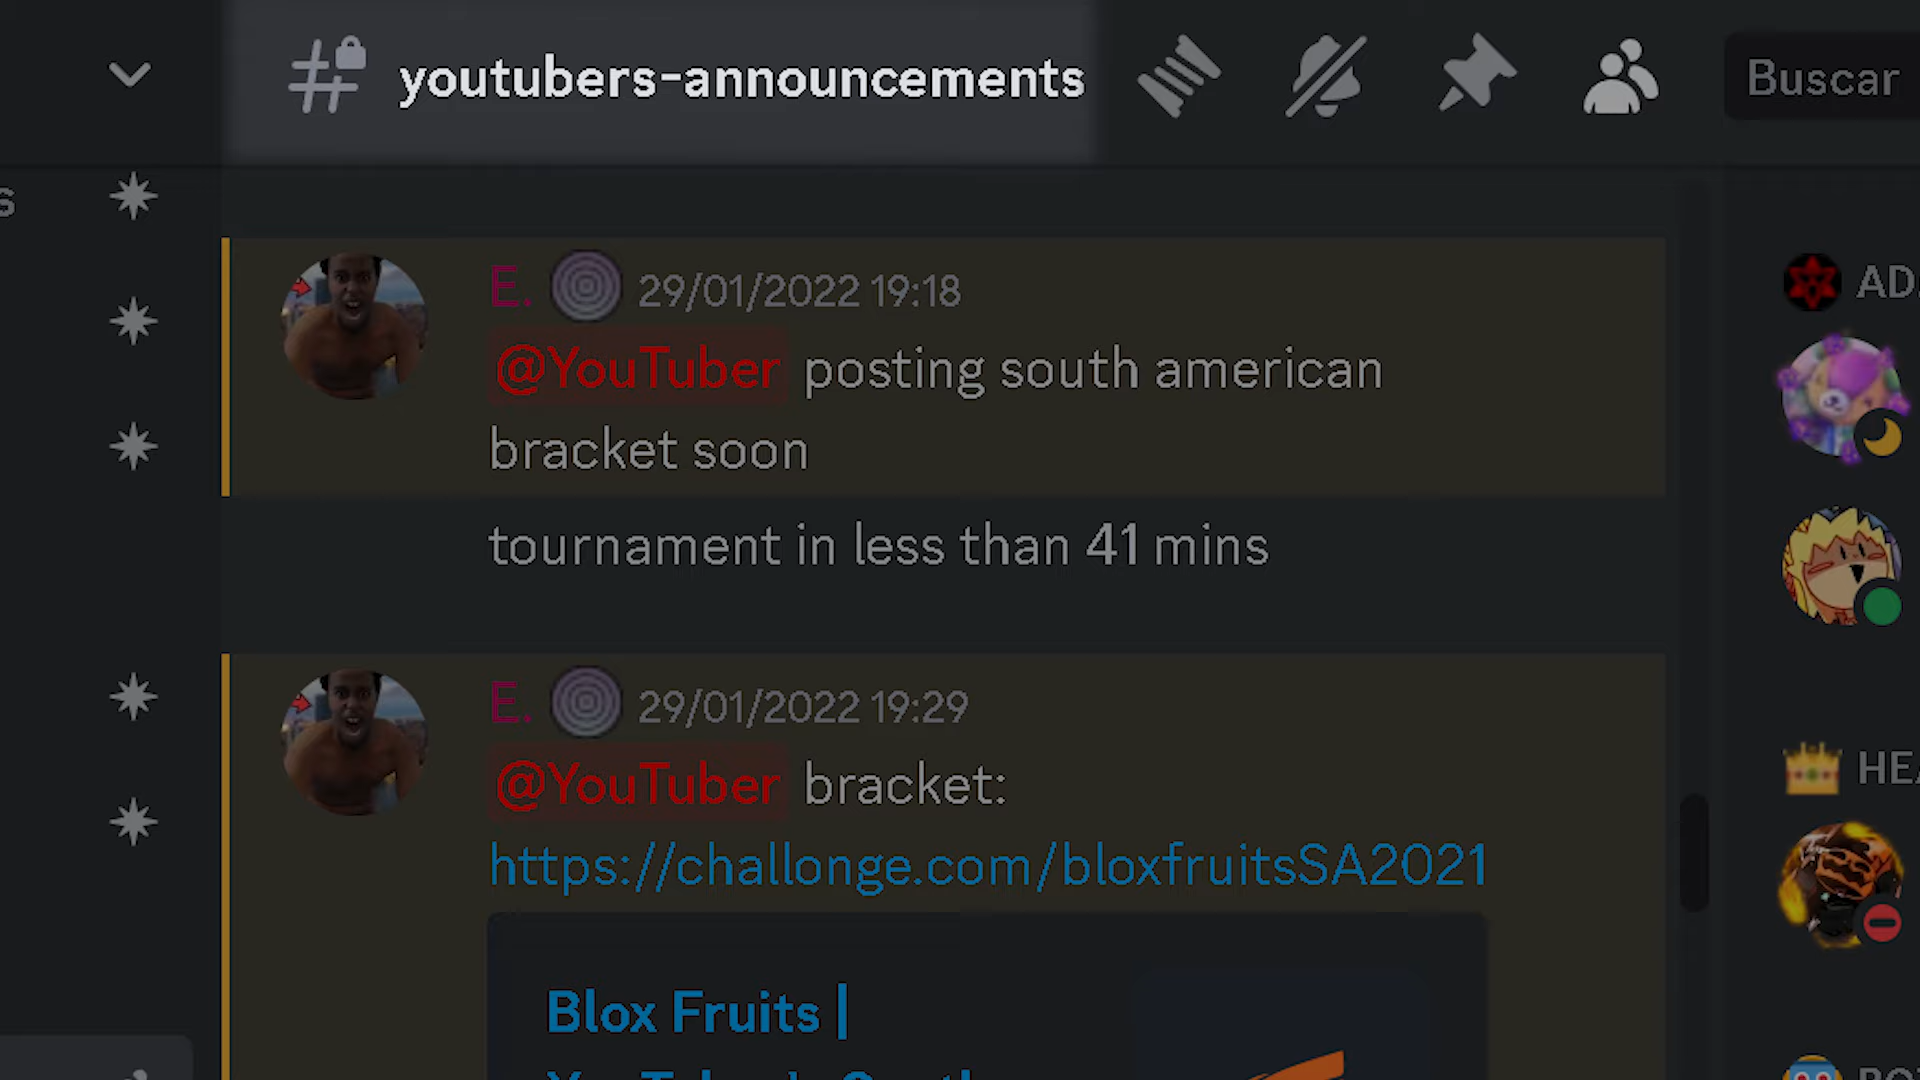 youtubers-announcements
Buscar
s
E. 29/01/2022 19:18
@YouTuber posting south american
bracket soon
tournament in less than 41 mins
E. 29/01/2022 19:29
@YouTuber bracket:
https://challonge.com/bloxfruitsSA2021
Blox Fruits |
AD
HEA